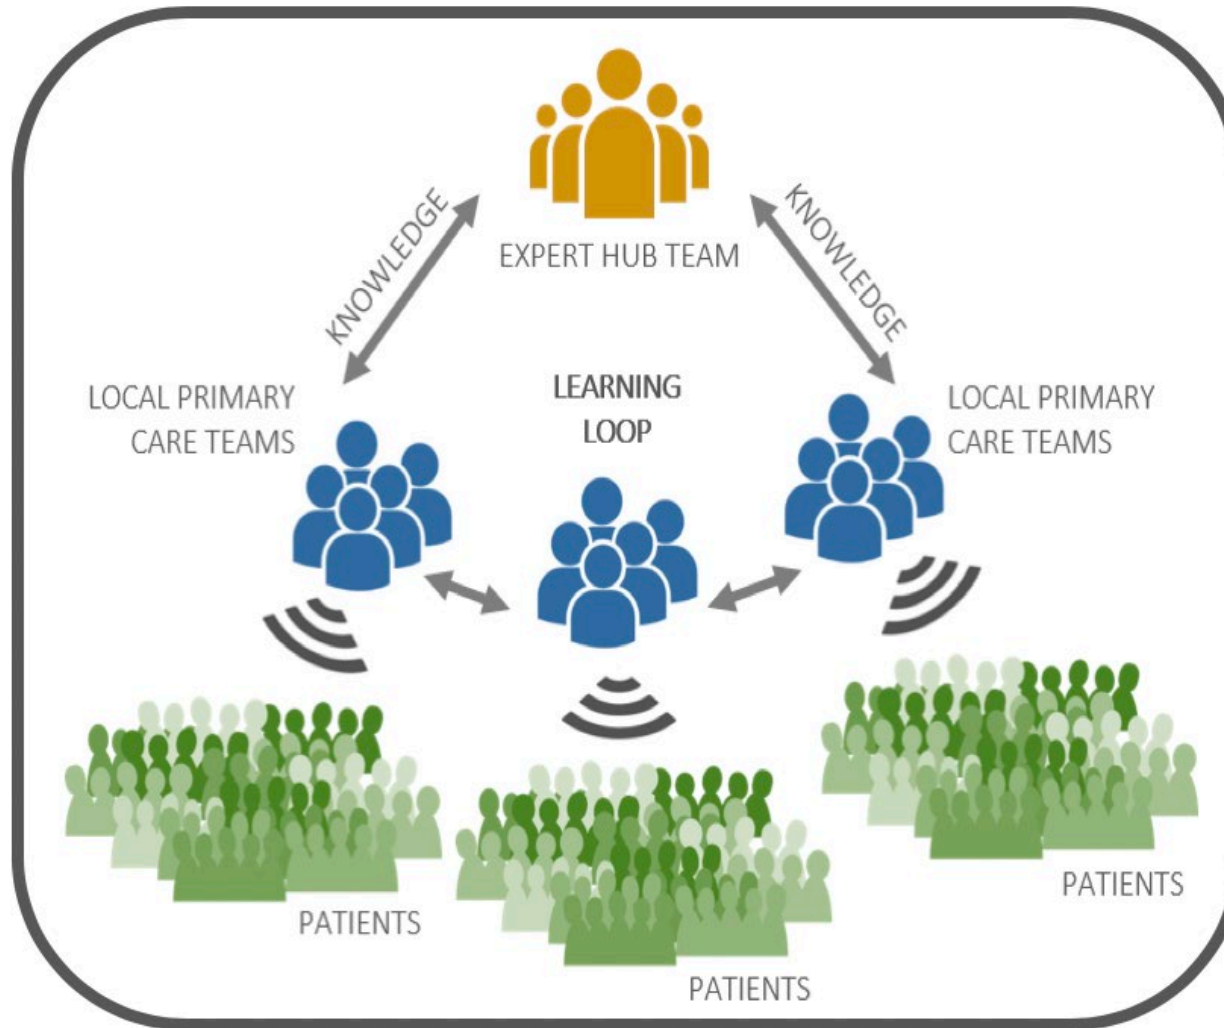 EXPERT HUB TEAM
KNOWLEDGE
KNOWLEDGE
LOCAL PRIMARY
CARE TEAMS
LEARNING
LOOP
LOCAL PRIMARY
CARE TEAMS
PATIENTS
PATIENTS
PATIENTS